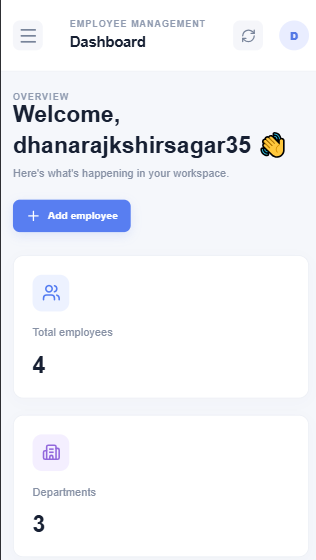 EMPLOYEE MANAGEMENT
Dashboard
D
OVERVIEW
Welcome,
dhanarajkshirsagar35 👋
Here's what's happening in your workspace.
Add employee
Total employees
4
Departments
3